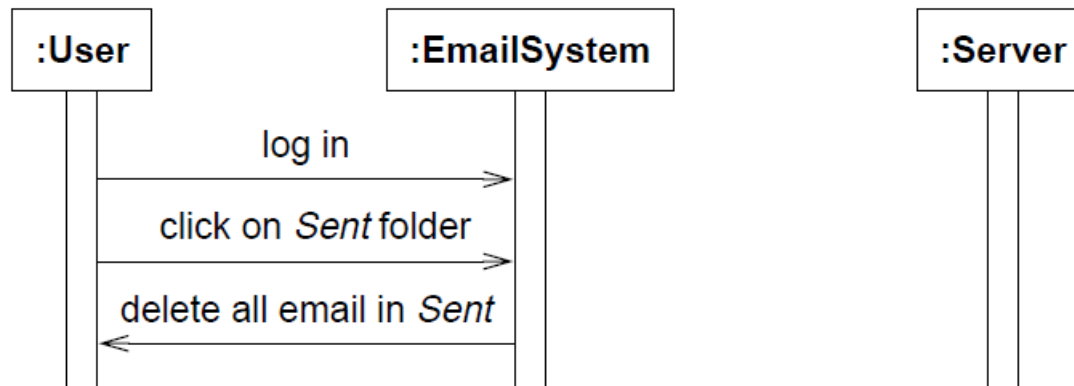 :User
:EmailSystem
:Server
log in
click on Sent folder
delete all email in Sent